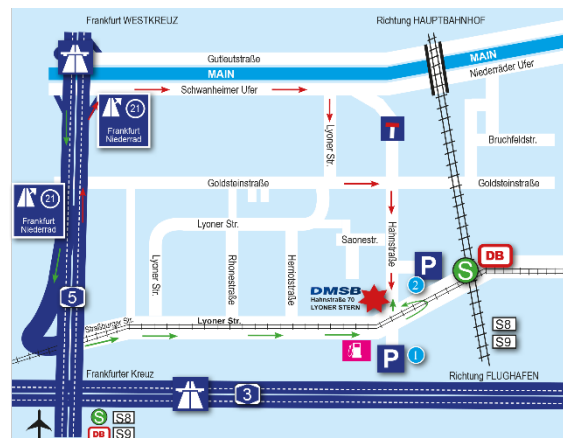 Frankfurt WESTKREUZ
Richtung HAUPTBAHNHOF
Gutleutstraße
MAIN
MAIN
Niederräder Ufer
Schwanheimer Ufer
21
Frankfurt
Niederrad
Lyoner Str.
Bruchfeldstr.
Goldsteinstraße
Goldsteinstraße
21
Frankfurt
Niederrad
Lyoner Str.
Hahnstraße
Saonestr.
Lyoner Str.
Rhonestraße
Herriotstraße
P
S
DB
2
DMSB
Hahnstraße 70
LYONER STERN
5
Straßburger Str.
Lyoner Str.
S8
S9
P
1
Frankfurter Kreuz
Richtung FLUGHAFEN
3
S
S8
DB
S9